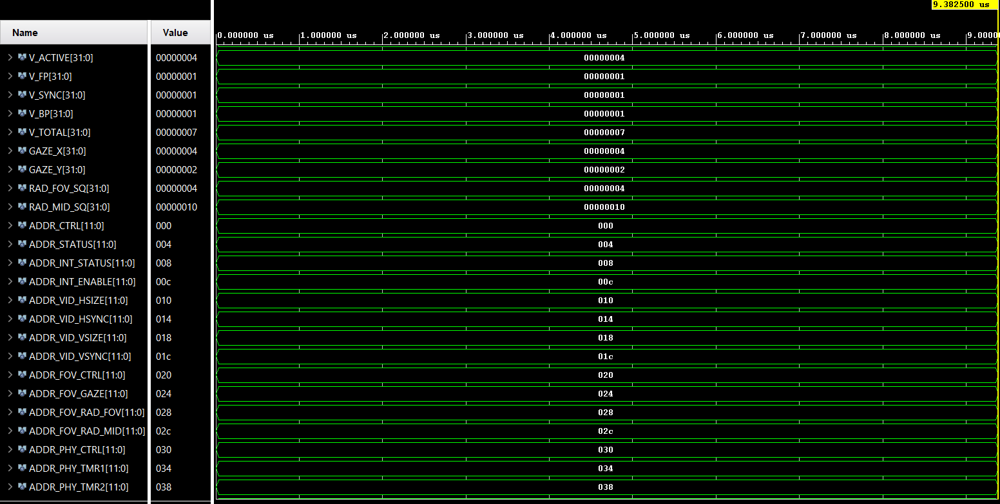 9.382500 us
Name Value
0.000000 us 1.000000 us 2.000000 us 3.000000 us 4.000000 us 5.000000 us 6.000000 us 7.000000 us 8.000000 us 9.00000
V_ACTIVE[31:0] 00000004 00000004
V_FP[31:0] 00000001 00000001
V_SYNC[31:0] 00000001 00000001
V_BP[31:0] 00000001 00000001
V_TOTAL[31:0] 00000007 00000007
GAZE_X[31:0] 00000004 00000004
GAZE_Y[31:0] 00000002 00000002
RAD_FOV_SQ[31:0] 00000004 00000004
RAD_MID_SQ[31:0] 00000010 00000010
ADDR_CTRL[11:0] 000 000
ADDR_STATUS[11:0] 004 004
ADDR_INT_STATUS[11:0] 008 008
ADDR_INT_ENABLE[11:0] 00c 00c
ADDR_VID_HSIZE[11:0] 010 010
ADDR_VID_HSYNC[11:0] 014 014
ADDR_VID_VSIZE[11:0] 018 018
ADDR_VID_VSYNC[11:0] 01c 01c
ADDR_FOV_CTRL[11:0] 020 020
ADDR_FOV_GAZE[11:0] 024 024
ADDR_FOV_RAD_FOV[11:0] 028 028
ADDR_FOV_RAD_MID[11:0] 02c 02c
ADDR_PHY_CTRL[11:0] 030 030
ADDR_PHY_TMR1[11:0] 034 034
ADDR_PHY_TMR2[11:0] 038 038